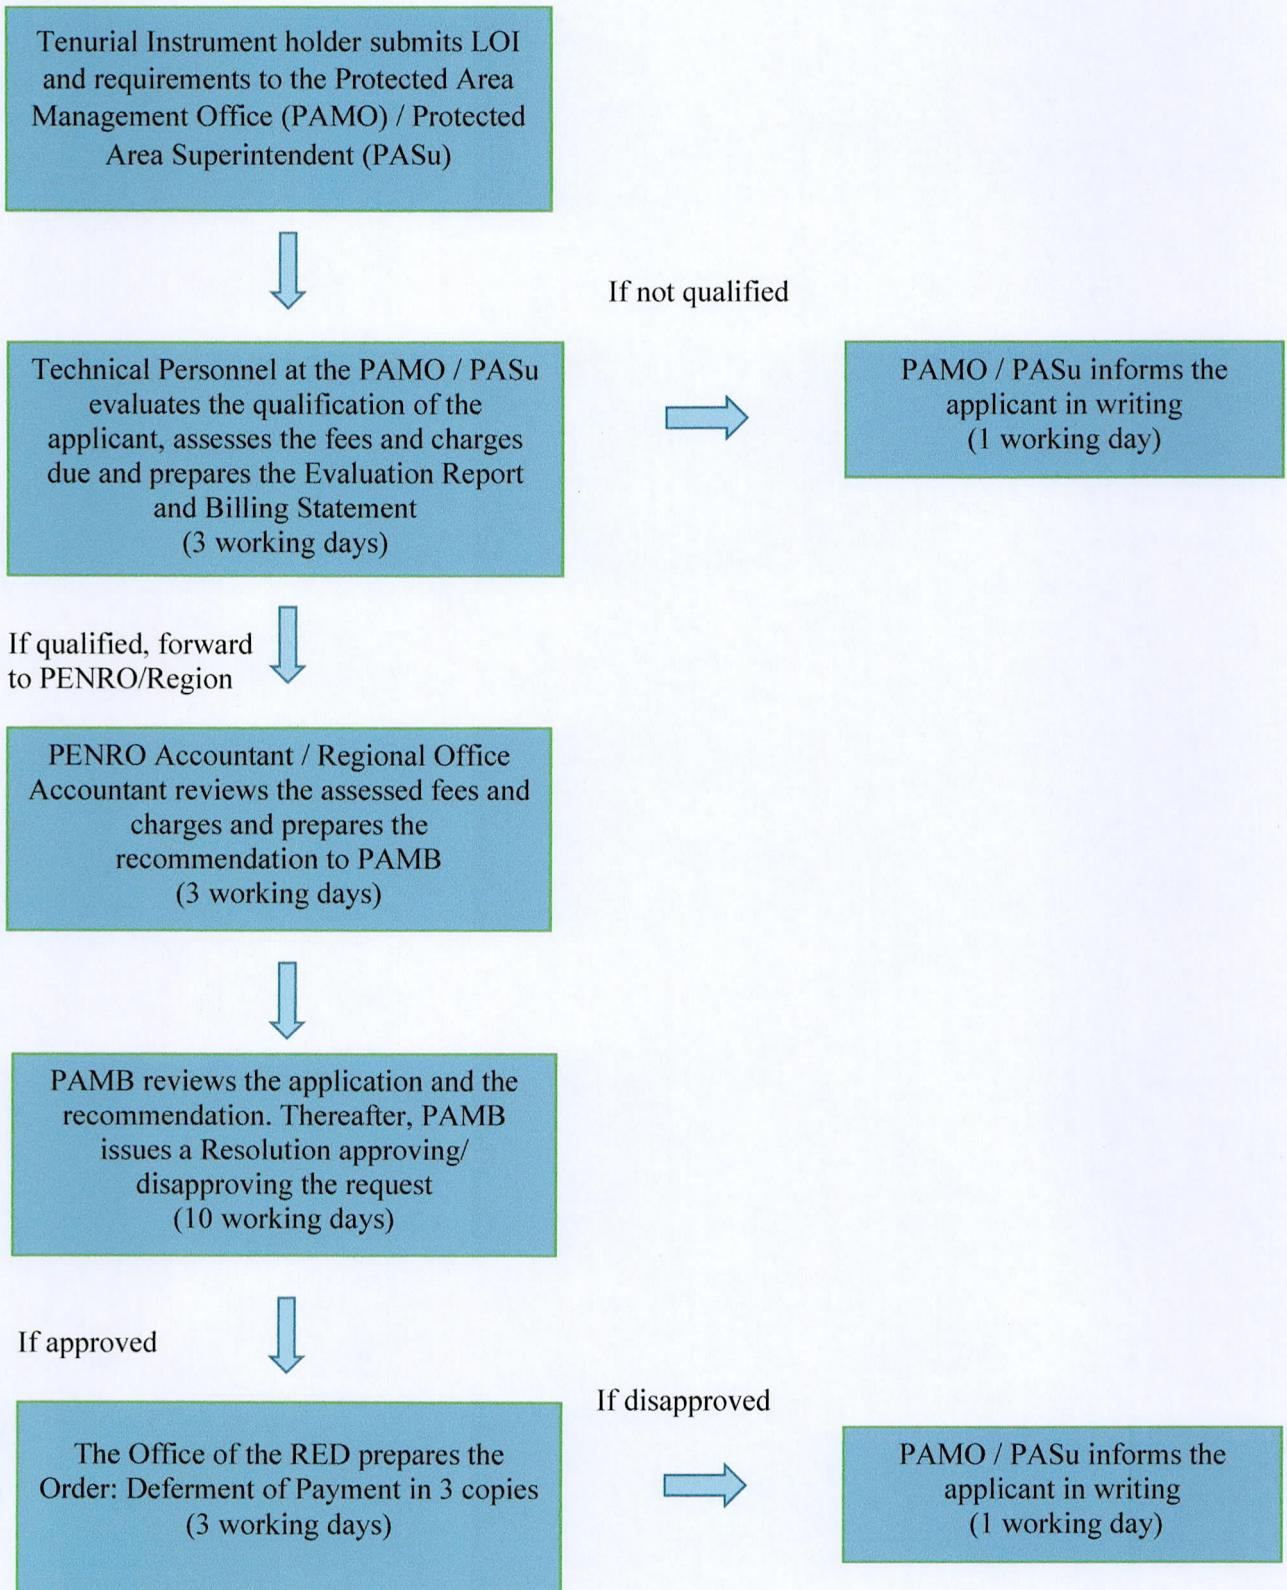 Tenurial Instrument holder submits LOI
and requirements to the Protected Area
Management Office (PAMO) / Protected
Area Superintendent (PASu)
If not qualified
Technical Personnel at the PAMO / PASu
evaluates the qualification of the
applicant, assesses the fees and charges
due and prepares the Evaluation Report
and Billing Statement
(3 working days)
PAMO / PASu informs the
applicant in writing
(1 working day)
If qualified, forward
to PENRO/Region
PENRO Accountant / Regional Office
Accountant reviews the assessed fees and
charges and prepares the
recommendation to PAMB
(3 working days)
PAMB reviews the application and the
recommendation. Thereafter, PAMB
issues a Resolution approving/
disapproving the request
(10 working days)
If approved
If disapproved
The Office of the RED prepares the
Order: Deferment of Payment in 3 copies
(3 working days)
PAMO / PASu informs the
applicant in writing
(1 working day)